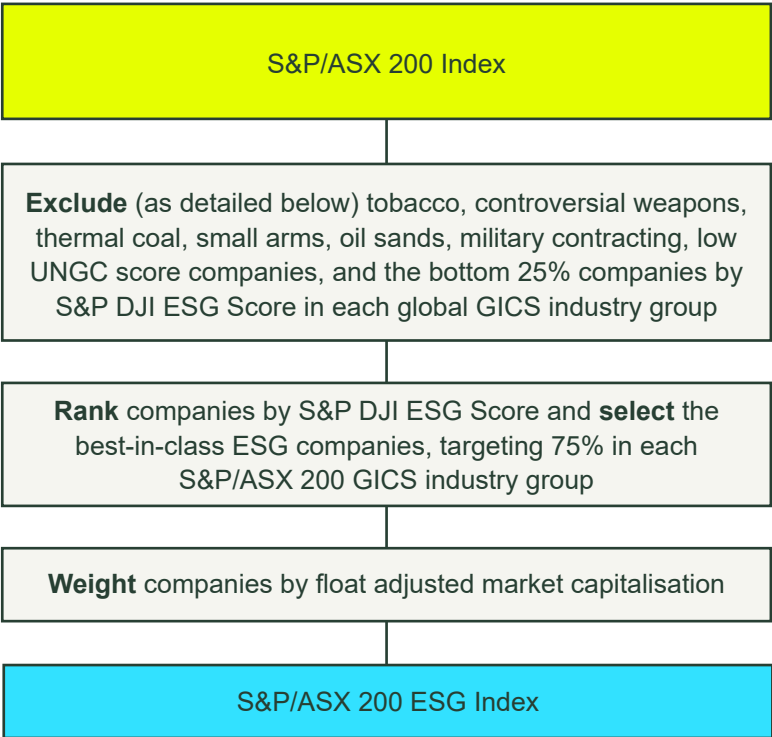 S&P/ASX 200 Index
Exclude (as detailed below) tobacco, controversial weapons,
thermal coal, small arms, oil sands, military contracting, low
UNGC score companies, and the bottom 25% companies by
S&P DJI ESG Score in each global GICS industry group
Rank companies by S&P DJI ESG Score and select the
best-in-class ESG companies, targeting 75% in each
S&P/ASX 200 GICS industry group
Weight companies by float adjusted market capitalisation
S&P/ASX 200 ESG Index